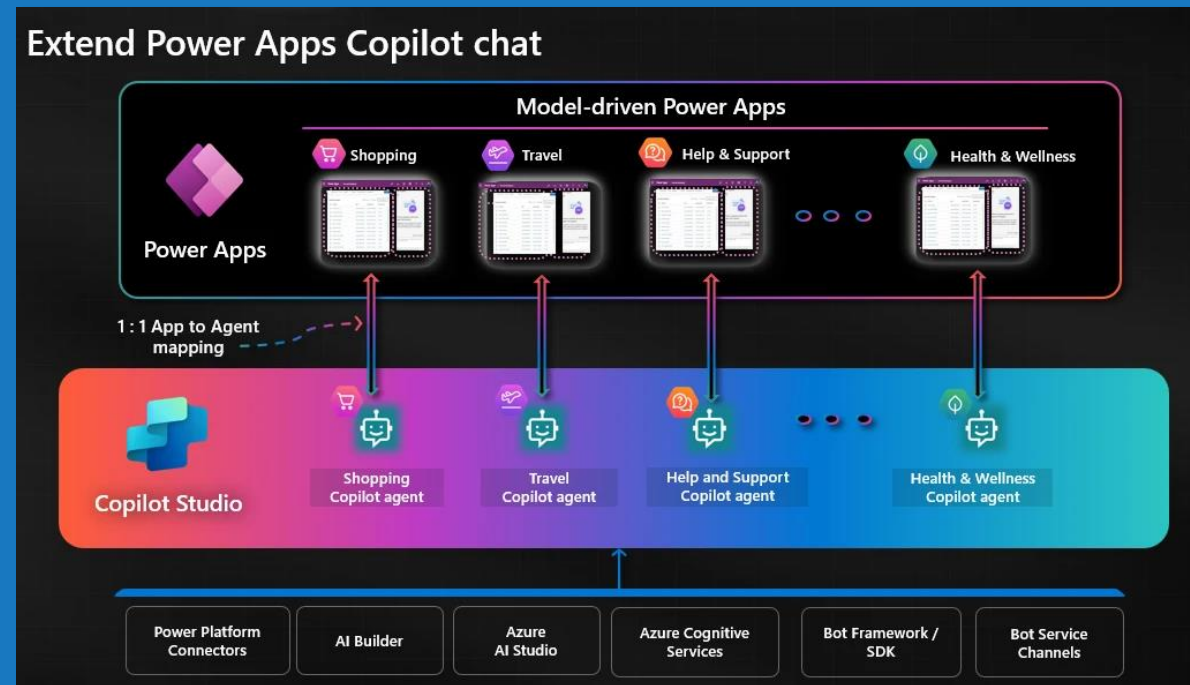 Extend Power Apps Copilot chat
Model-driven Power Apps
Shopping
Travel
Help & Support
Health & Wellness
Power Apps
1 : 1 App to Agent
mapping
Copilot Studio
Shopping
Copilot agent
Travel
Copilot agent
Help and Support
Copilot agent
Health & Wellness
Copilot agent
Power Platform
Connectors
AI Builder
Azure
AI Studio
Azure Cognitive
Services
Bot Framework /
SDK
Bot Service
Channels